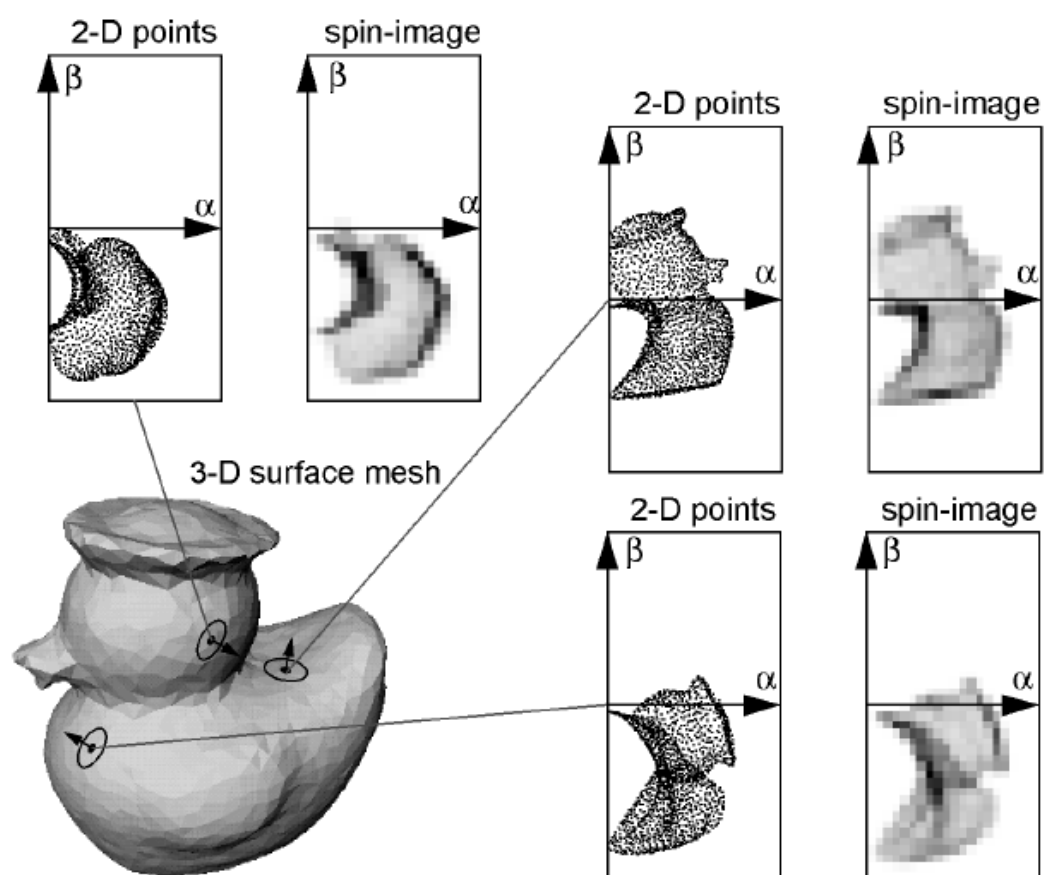 2-D points
spin-image
β
α
α
2-D points
spin-image
β
β
α
α
3-D surface mesh
2-D points
spin-image
β
β
α
α